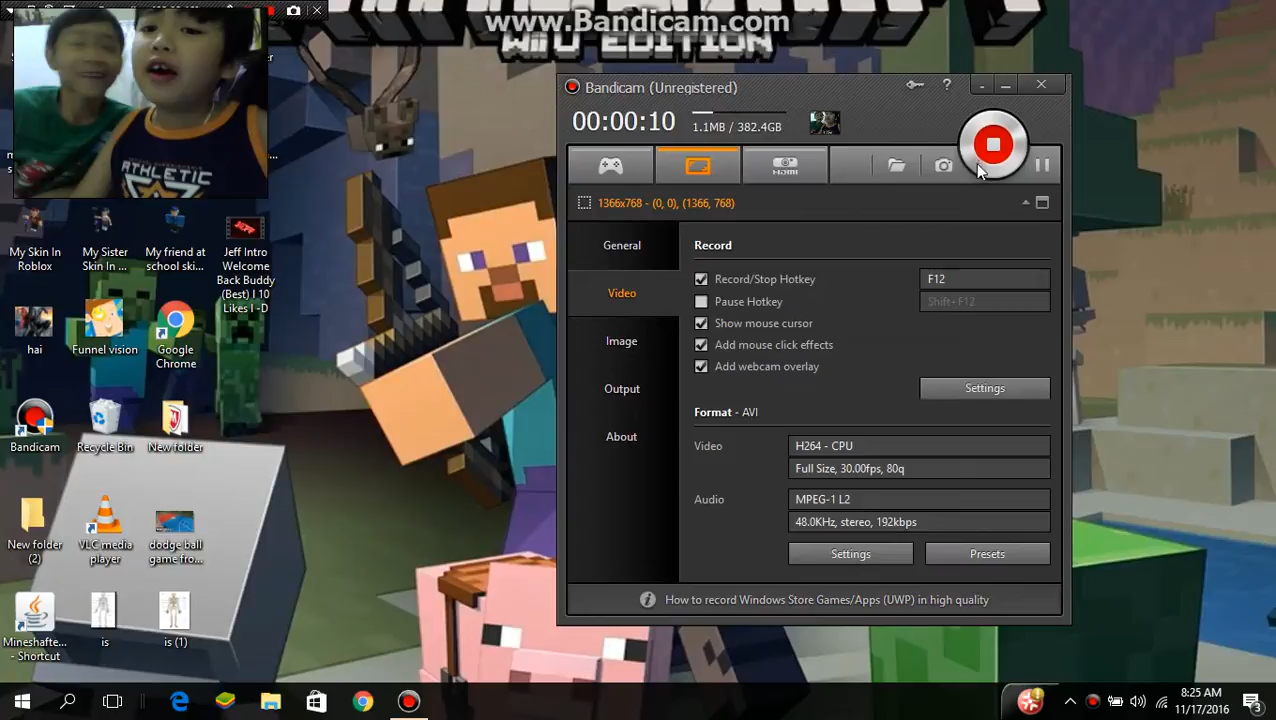 www.Bandicam.com
WiiU EDITION
ATHLETIC
Bandicam (Unregistered)
?
00:00:10
1.1MB / 382.4GB
HDMI
1366x768 - (0, 0), (1366, 768)
General
Video
Image
Output
About
Record
Record/Stop Hotkey
F12
Pause Hotkey
Shift+F12
Show mouse cursor
Add mouse click effects
Add webcam overlay
Settings
Format - AVI
Video
H264 - CPU
Full Size, 30.00fps, 80q
Audio
MPEG-1 L2
48.0KHz, stereo, 192kbps
Settings
Presets
How to record Windows Store Games/Apps (UWP) in high quality
My Skin In Roblox
My Sister Skin In ...
My friend at school ski...
Jeff Intro Welcome Back Buddy (Best) I 10 Likes I -D
hai
Funnel vision
Google Chrome
Bandicam
Recycle Bin
New folder
New folder (2)
VLC media player
dodge ball game fro...
Mineshafte... - Shortcut
is
is (1)
8:25 AM
11/17/2016
3